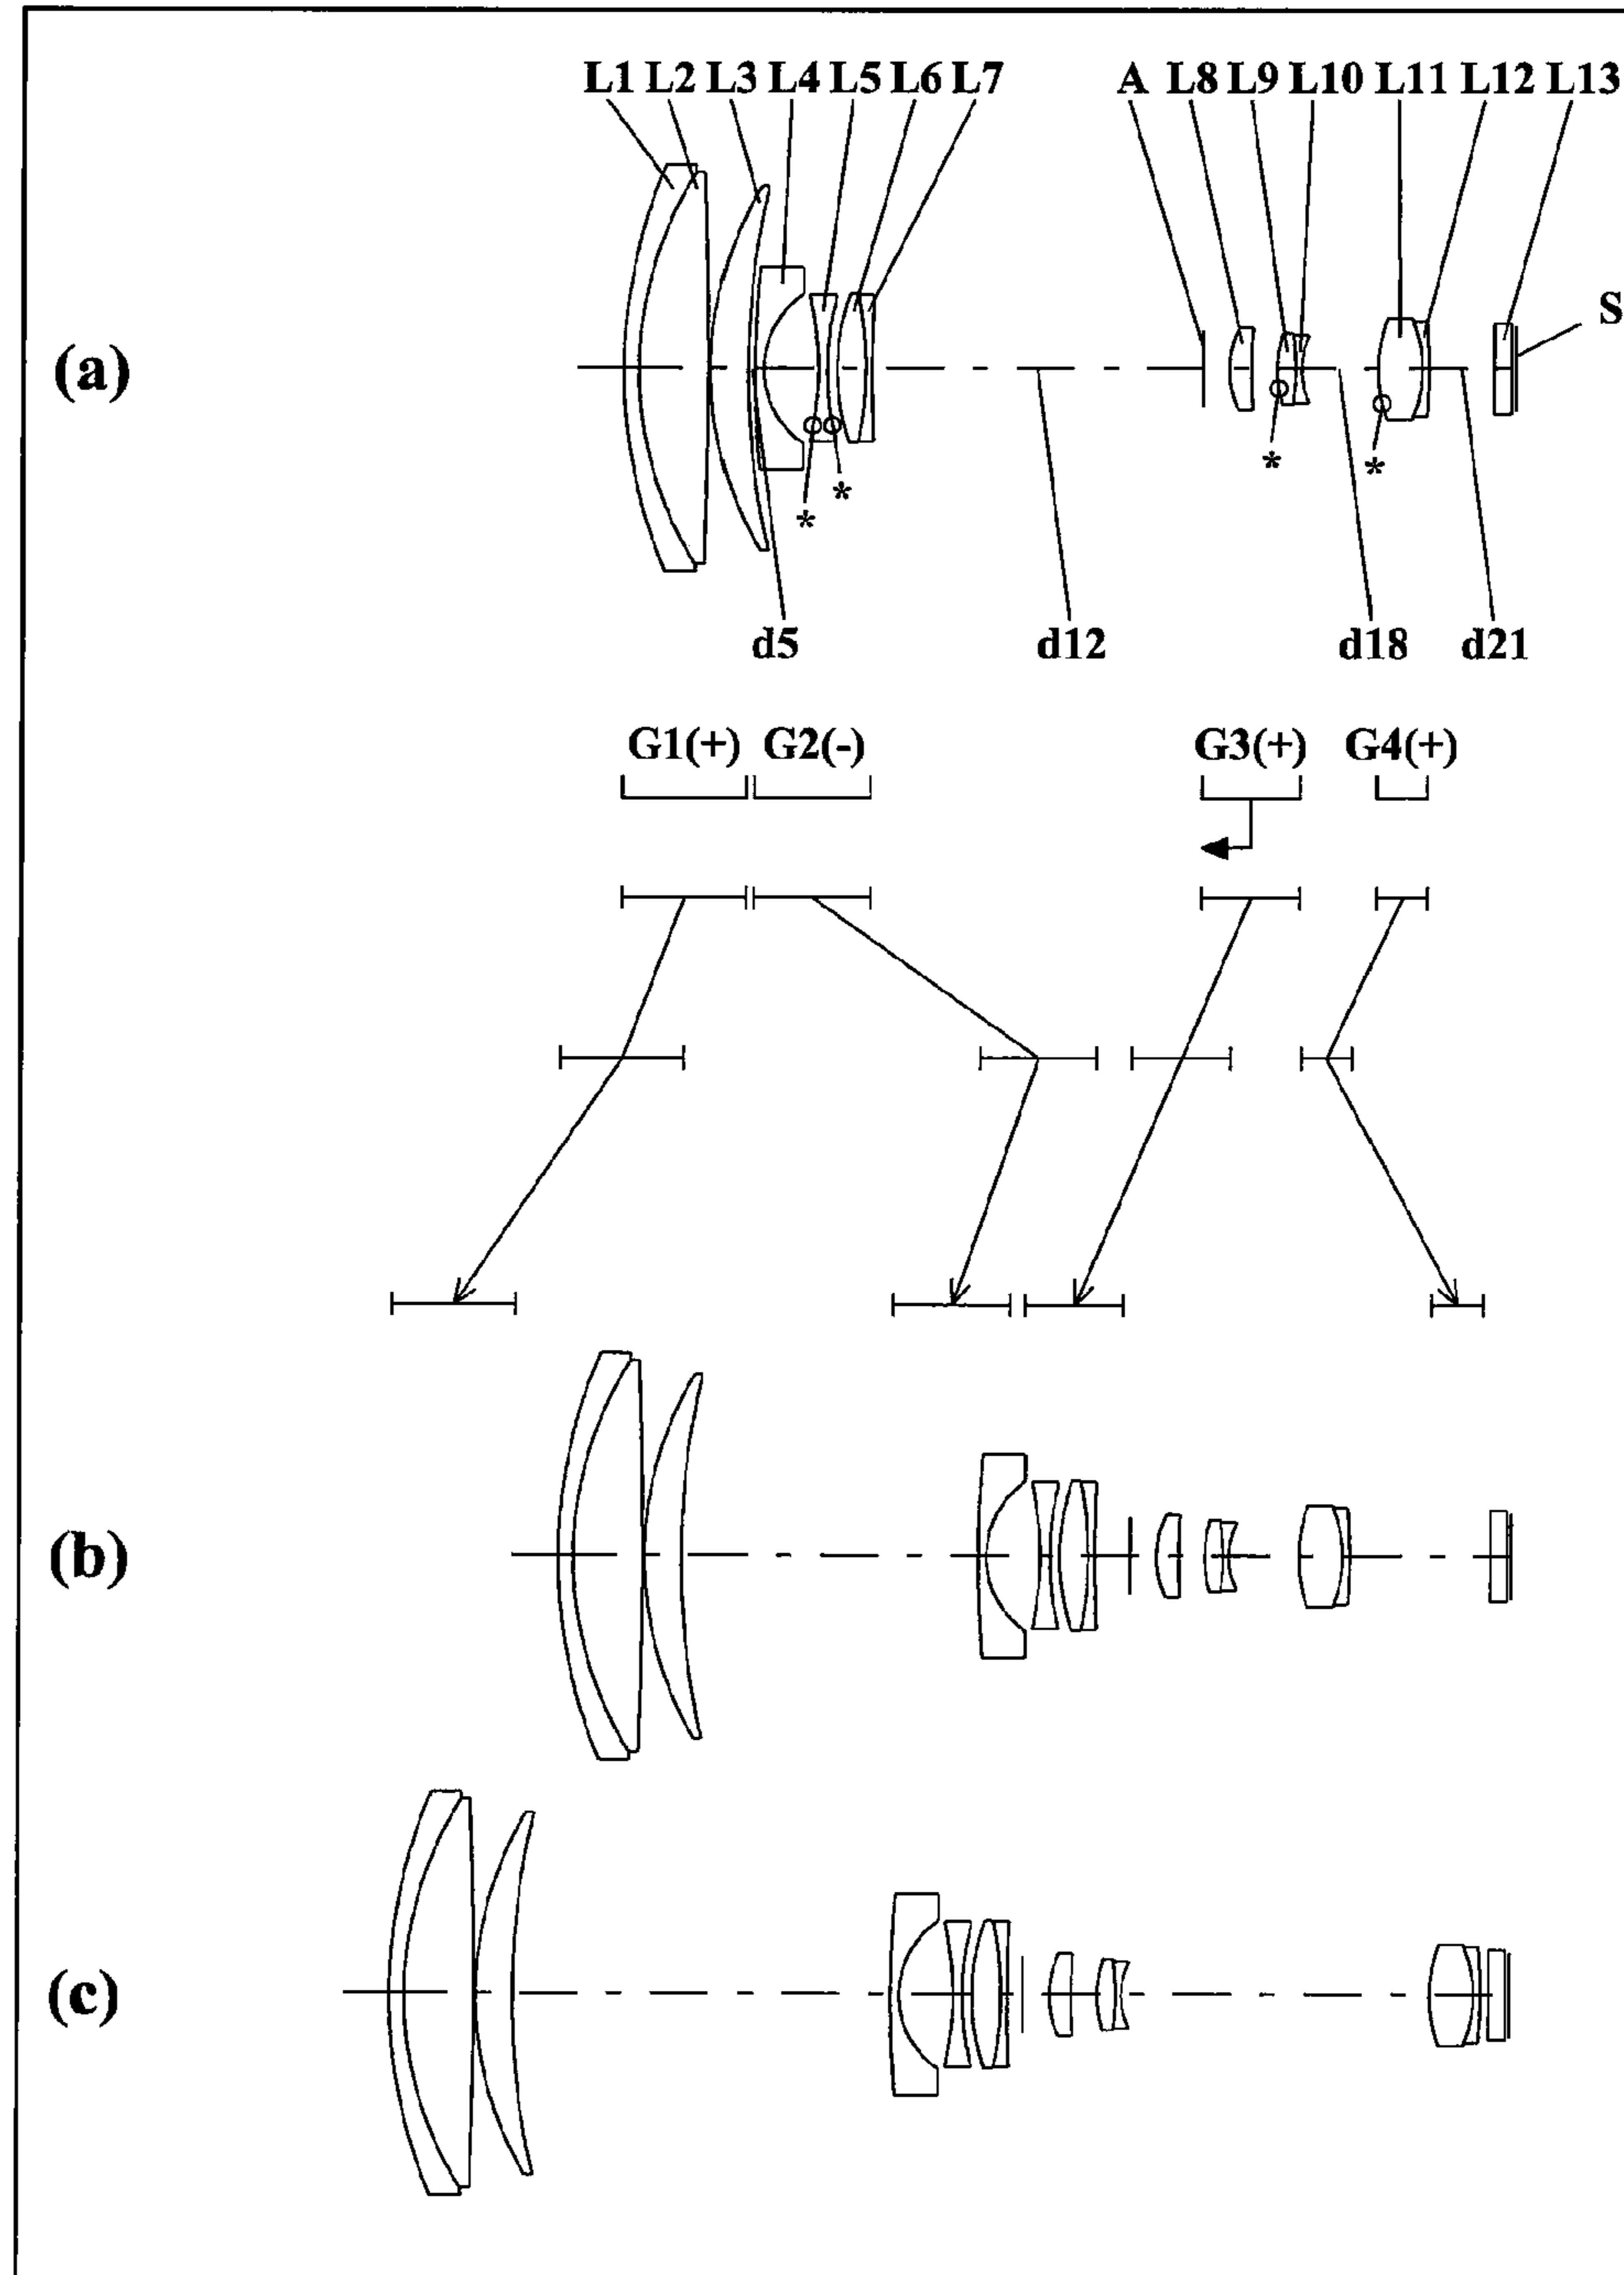 L1 L2 L3 L4 L5 L6 L7 A L8 L9 L10 L11 L12 L13
S
(a)
* *
* *
d5 d12 d18 d21
G1(+) G2(-) G3(+) G4(+)
(b)
(c)